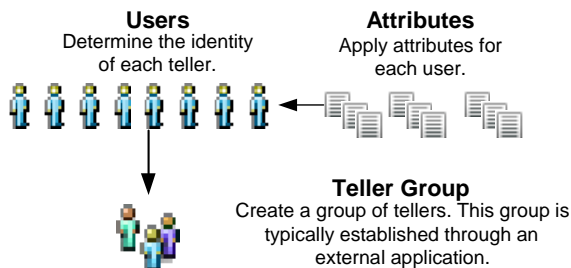 Users
Determine the identity
of each teller.
Attributes
Apply attributes for
each user.
Teller Group
Create a group of tellers. This group is
typically established through an
external application.